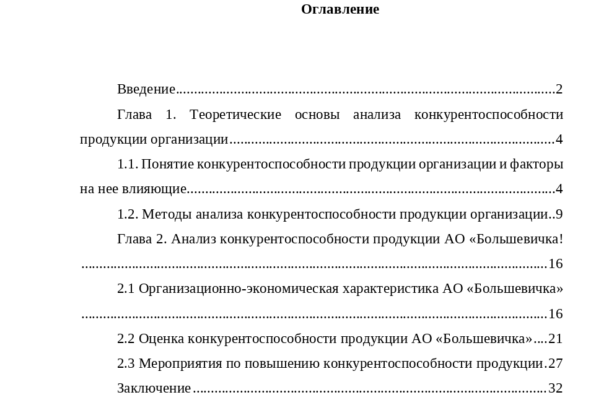 Оглавление
Введение....................................................................................................2
Глава 1. Теоретические основы анализа конкурентоспособности
продукции организации....................................................................................4
1.1. Понятие конкурентоспособности продукции организации и факторы
на нее влияющие................................................................................................4
1.2. Методы анализа конкурентоспособности продукции организации..9
Глава 2. Анализ конкурентоспособности продукции АО «Большевичка!
............................................................................................................................16
2.1 Организационно-экономическая характеристика АО «Большевичка»
............................................................................................................................16
2.2 Оценка конкурентоспособности продукции АО «Большевичка»....21
2.3 Мероприятия по повышению конкурентоспособности продукции.27
Заключение..............................................................................................32